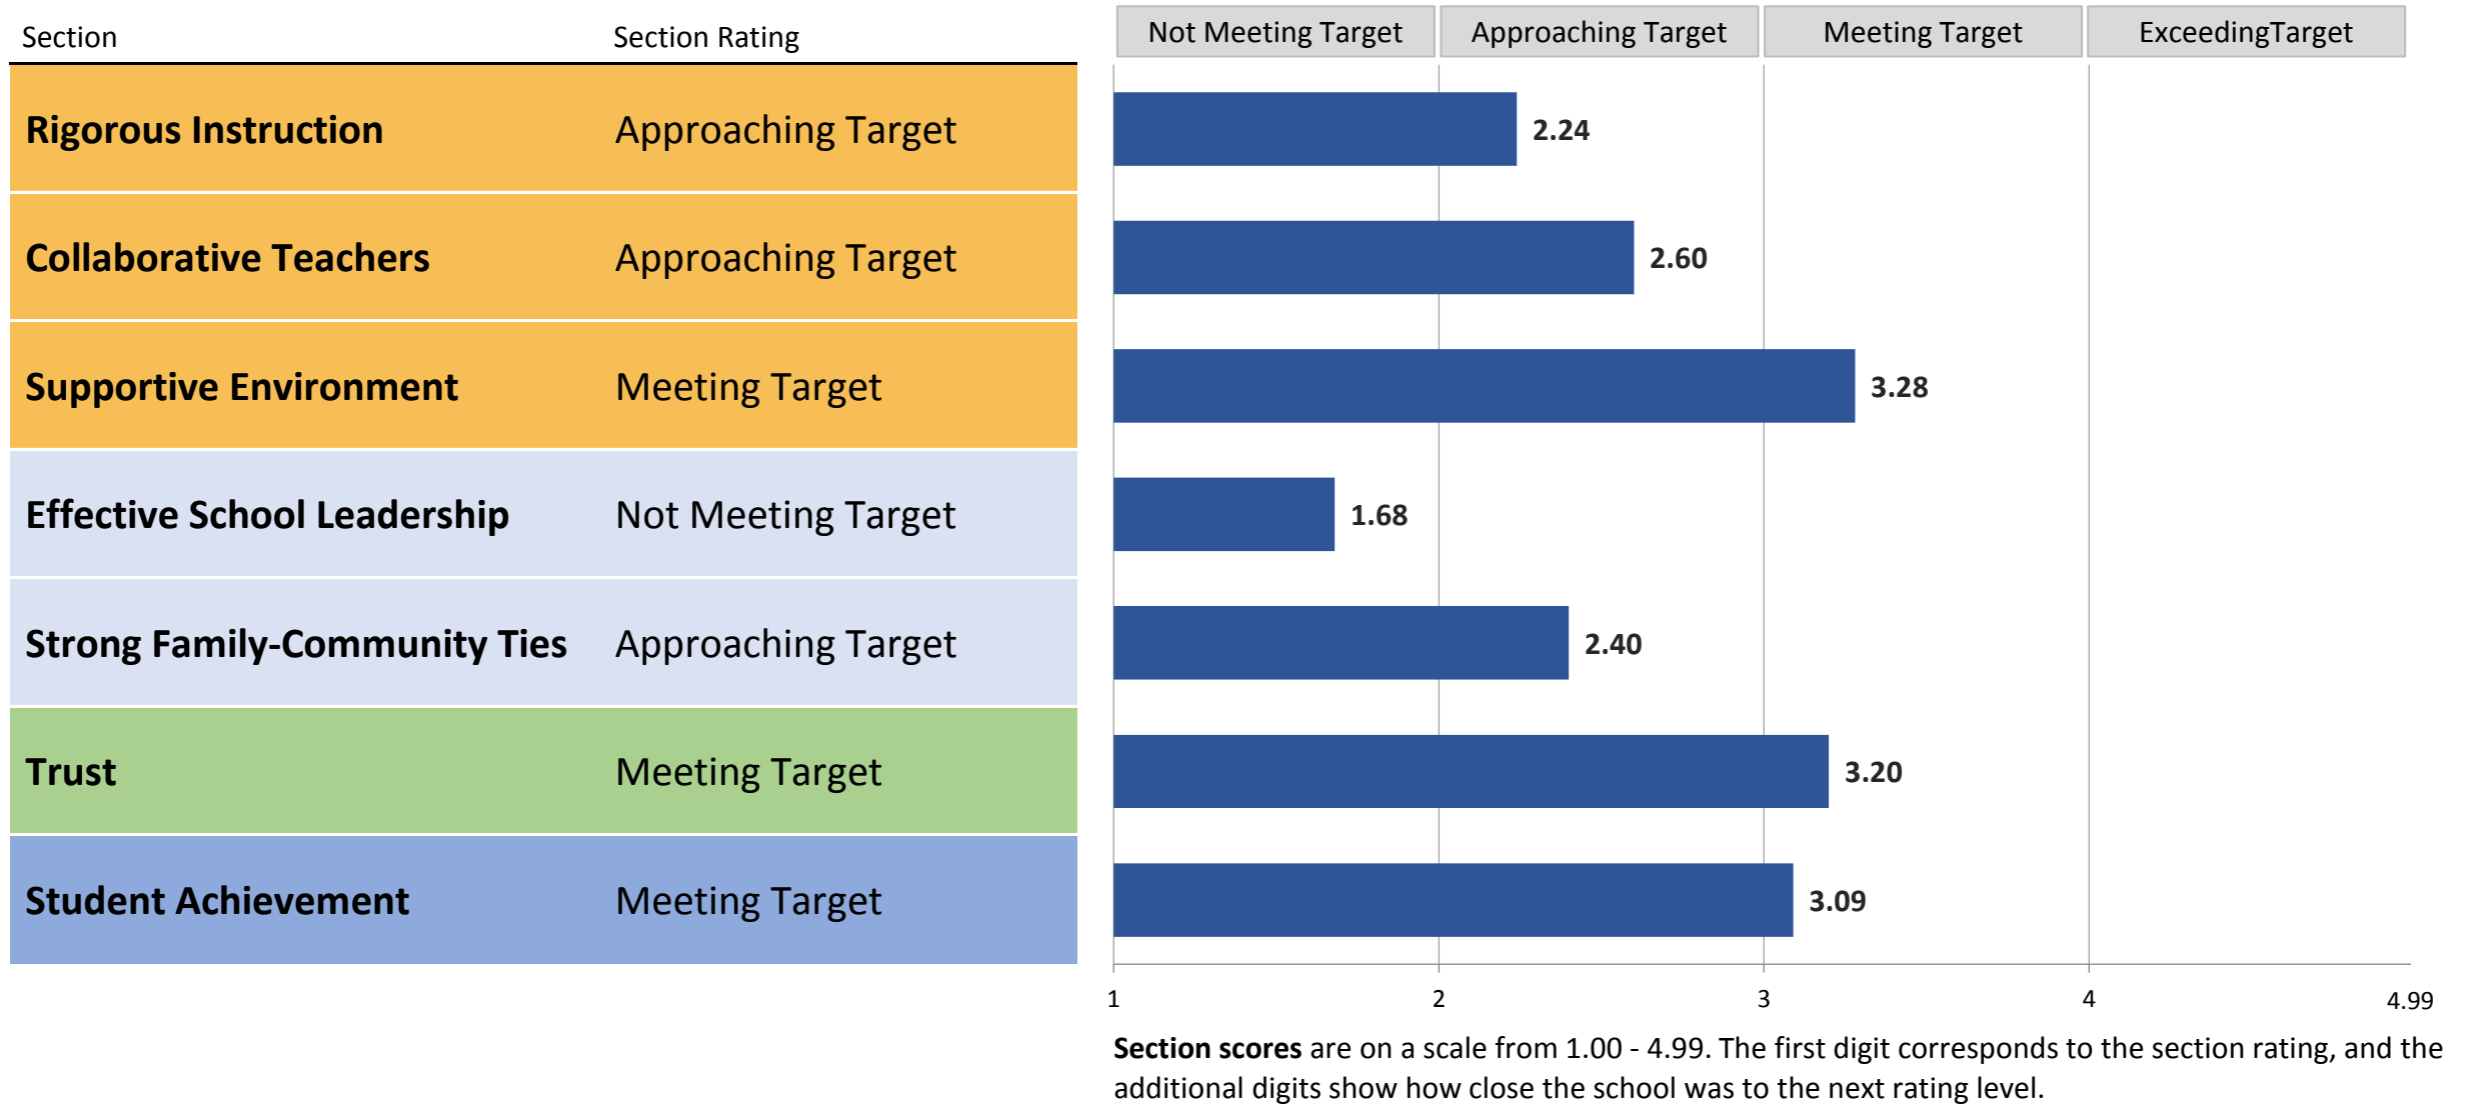 Section Section Rating Not Meeting Target Approaching Target Meeting Target ExceedingTarget
Rigorous Instruction Approaching Target 2.24
Collaborative Teachers Approaching Target 2.60
Supportive Environment Meeting Target 3.28
Effective School Leadership Not Meeting Target 1.68
Strong Family-Community Ties Approaching Target 2.40
Trust Meeting Target 3.20
Student Achievement Meeting Target 3.09
1 2 3 4 4.99
Section scores are on a scale from 1.00 - 4.99. The first digit corresponds to the section rating, and the
additional digits show how close the school was to the next rating level.